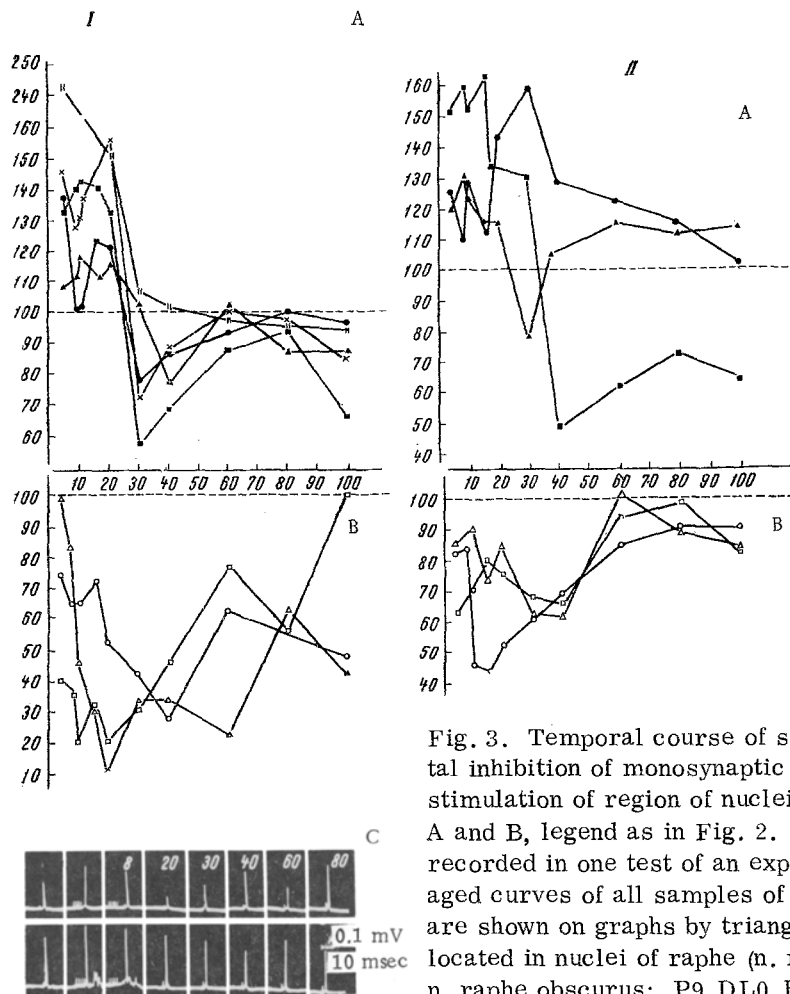 I A
250
240
160
150
140
130
120
110
100
90
80
70
60
10 20 30 40 50 60 70 80 90 100
100
90
80
70
60
50
40
30
20
10
B
II
A
160
150
140
130
120
110
100
90
80
70
60
50
40
10 20 30 40 50 60 70 80 90 100
100
90
80
70
60
50
40
B
C
8 20 30 40 60 80
0.1 mV
10 msec
Fig. 3. Temporal course of s
tal inhibition of monosynaptic
stimulation of region of nuclei
A and B, legend as in Fig. 2.
recorded in one test of an exp
aged curves of all samples of
are shown on graphs by triang
located in nuclei of raphe (n.
n. raphe obscurus: P9 DL0